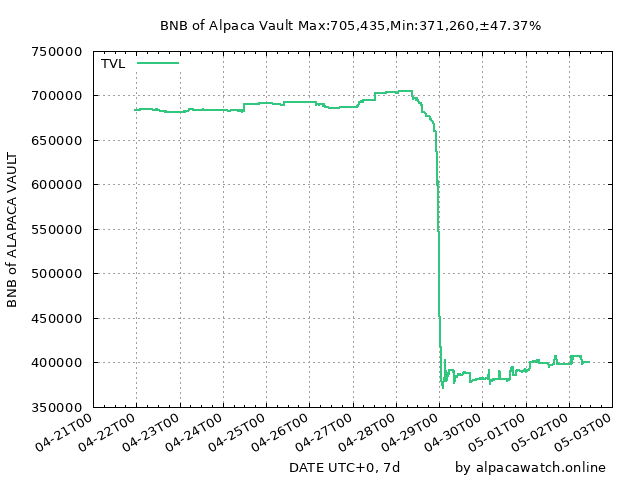 BNB of Alpaca Vault Max:705,435,Min:371,260,±47.37%
TVL
BNB of ALAPACA VAULT
750000
700000
650000
600000
550000
500000
450000
400000
350000
04-21T00
04-22T00
04-23T00
04-24T00
04-25T00
04-26T00
04-27T00
04-28T00
04-29T00
04-30T00
05-01T00
05-02T00
05-03T00
DATE UTC+0, 7d
by alpacawatch.online